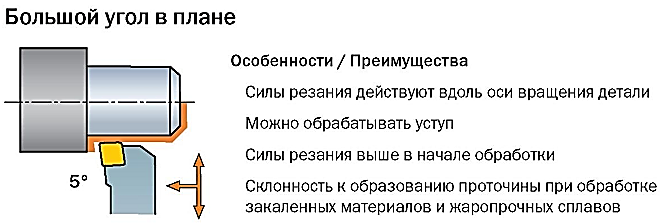 Большой угол в плане
Особенности / Преимущества
Силы резания действуют вдоль оси вращения детали
Можно обрабатывать уступ
Силы резания выше в начале обработки
5°
Склонность к образованию проточины при обработке
закаленных материалов и жаропрочных сплавов